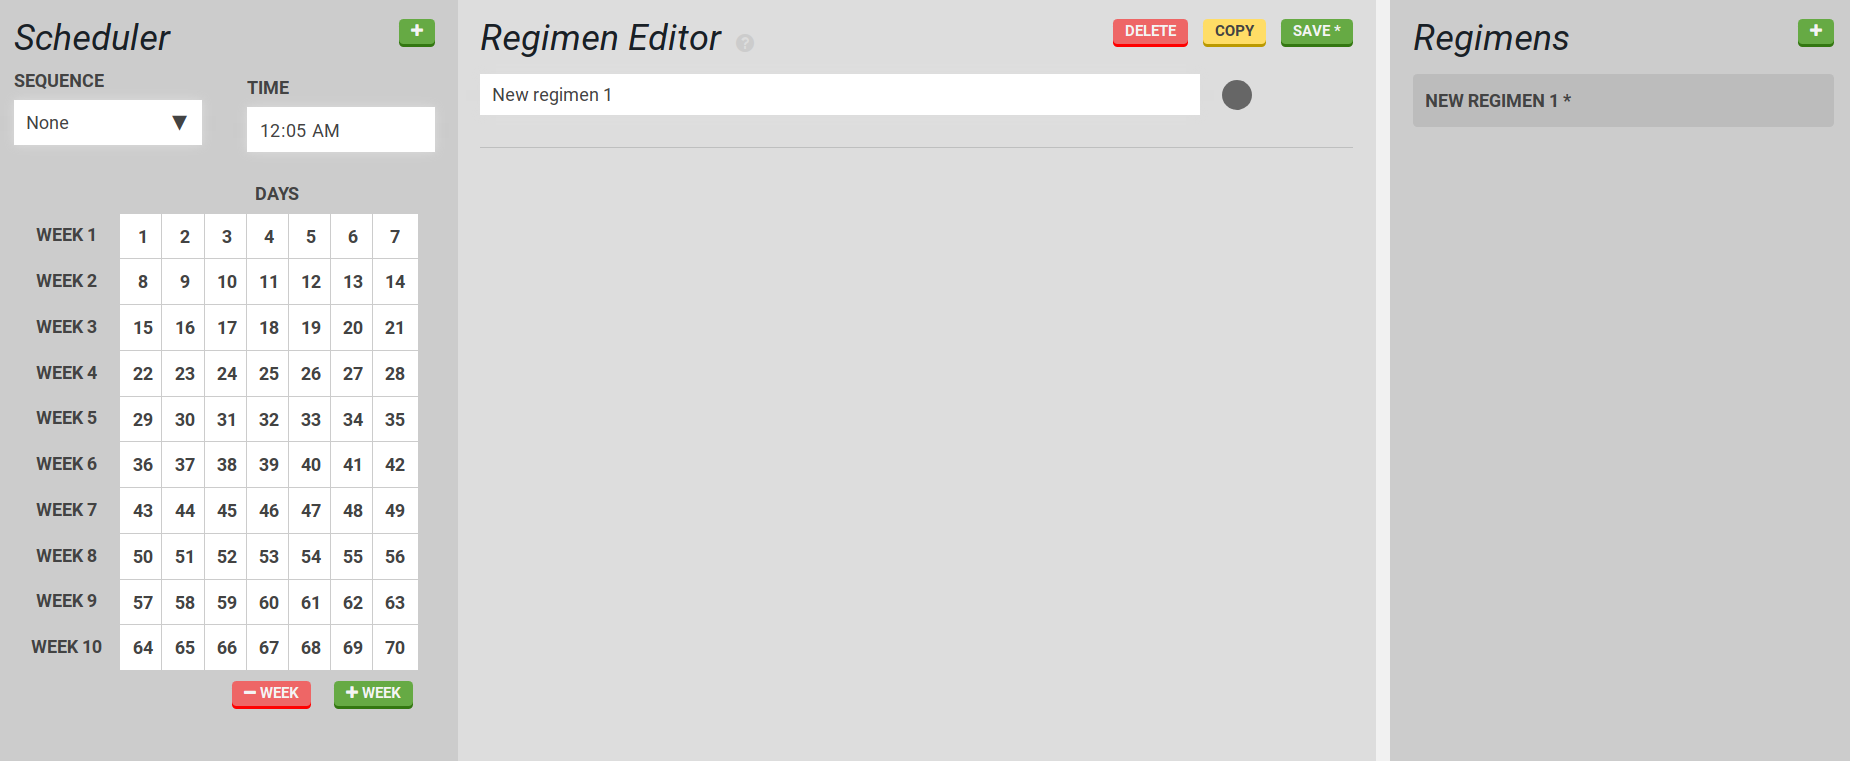 Scheduler
+
SEQUENCE
None
TIME
12:05 AM
DAYS
WEEK 1 1 2 3 4 5 6 7
WEEK 2 8 9 10 11 12 13 14
WEEK 3 15 16 17 18 19 20 21
WEEK 4 22 23 24 25 26 27 28
WEEK 5 29 30 31 32 33 34 35
WEEK 6 36 37 38 39 40 41 42
WEEK 7 43 44 45 46 47 48 49
WEEK 8 50 51 52 53 54 55 56
WEEK 9 57 58 59 60 61 62 63
WEEK 10 64 65 66 67 68 69 70
− WEEK + WEEK
Regimen Editor ?
DELETE COPY SAVE *
New regimen 1
Regimens
+
NEW REGIMEN 1 *